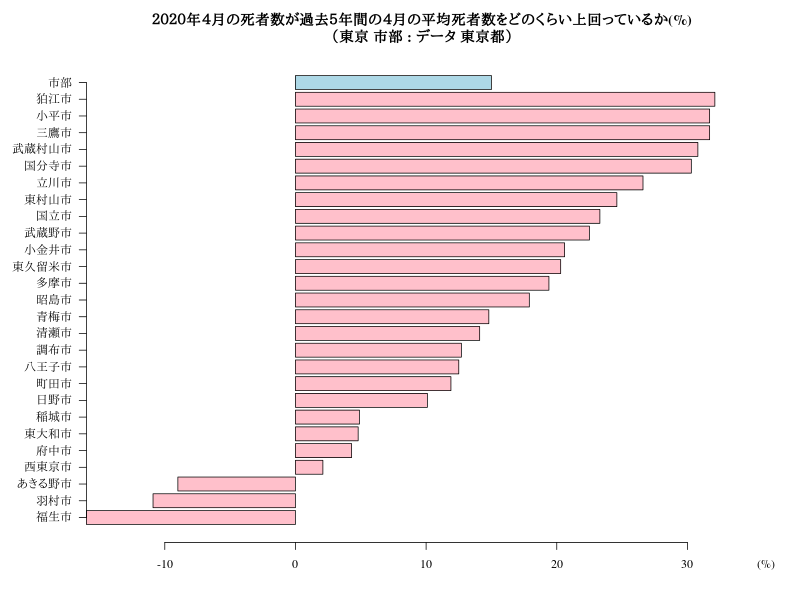 2020年4月の死者数が過去5年間の4月の平均死者数をどのくらい上回っているか(%)
（東京 市部 : データ 東京都）
市部
狛江市
小平市
三鷹市
武蔵村山市
国分寺市
立川市
東村山市
国立市
武蔵野市
小金井市
東久留米市
多摩市
昭島市
青梅市
清瀬市
調布市
八王子市
町田市
日野市
稲城市
東大和市
府中市
西東京市
あきる野市
羽村市
福生市
-10 0 10 20 30 (%)